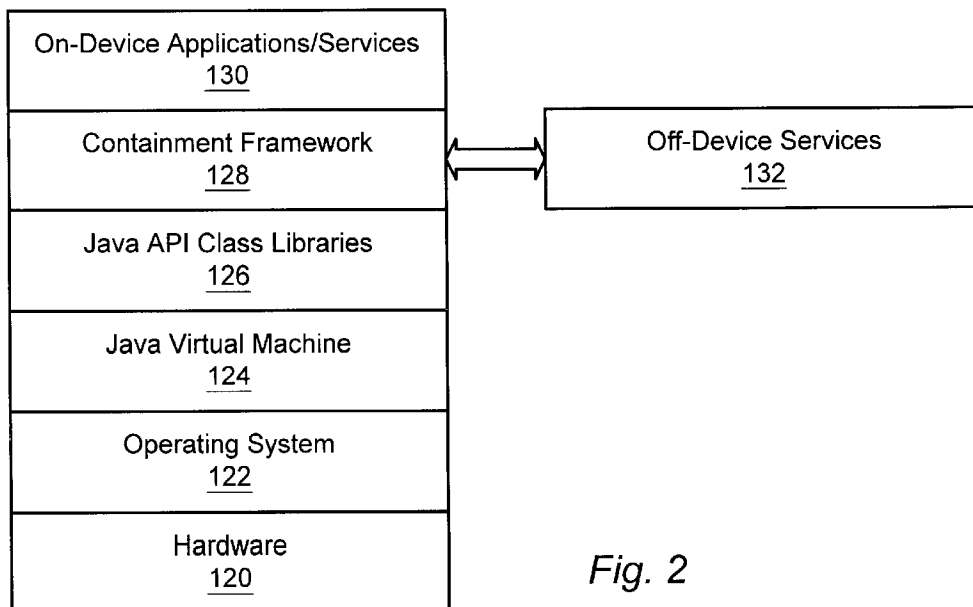 On-Device Applications/Services
130
Containment Framework
128
Off-Device Services
132
Java API Class Libraries
126
Java Virtual Machine
124
Operating System
122
Hardware
120
Fig. 2